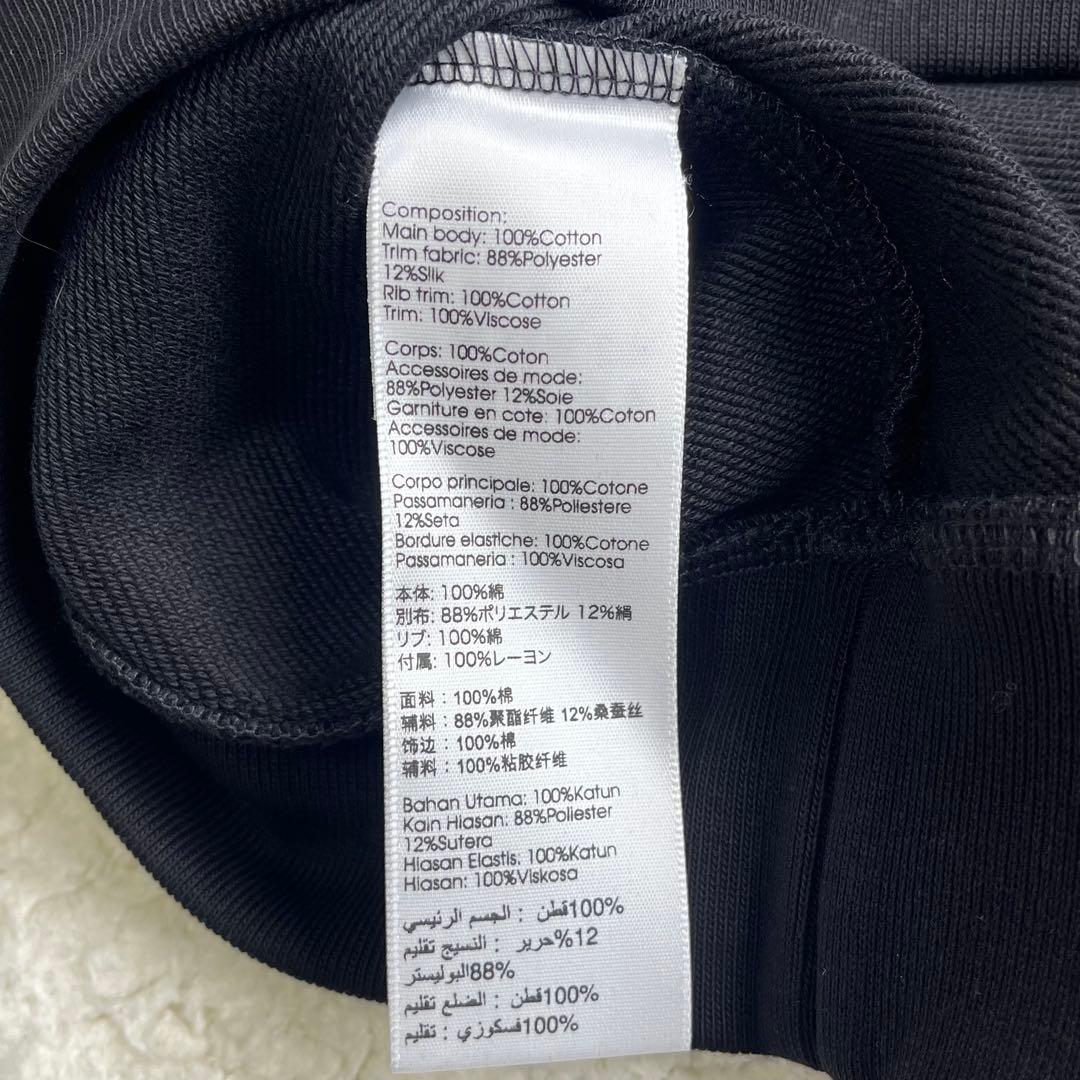 Composition:
Main body: 100%Cotton
Trim fabric: 88%Polyester
12%Silk
Rib trim: 100%Cotton
Trim: 100%Viscose
Corps: 100%Coton
Accessoires de mode:
88%Polyester 12%Soie
Garniture en cote: 100%Coton
Accessoires de mode:
100%Viscose
Corpo principale: 100%Cotone
Passamaneria : 88%Poliestere
12%Seta
Bordure elastiche: 100%Cotone
Passamaneria : 100%Viscosa
本体: 100%綿
別布: 88%ポリエステル 12%絹
リブ: 100%綿
付属: 100%レーヨン
面料 : 100%棉
辅料 : 88%聚酯纤维 12%桑蚕丝
饰边 : 100%棉
辅料 : 100%粘胶纤维
Bahan Utama: 100%Katun
Kain Hiasan: 88%Poliester
12%Sutera
Hiasan Elastis: 100%Katun
Hiasan: 100%Viskosa
100%قطن : الجسم الرئيسي
12%حرير : النسيج تقليم
88%البوليستر
100%قطن : الضلع تقليم
100%فسكوزي : تقليم